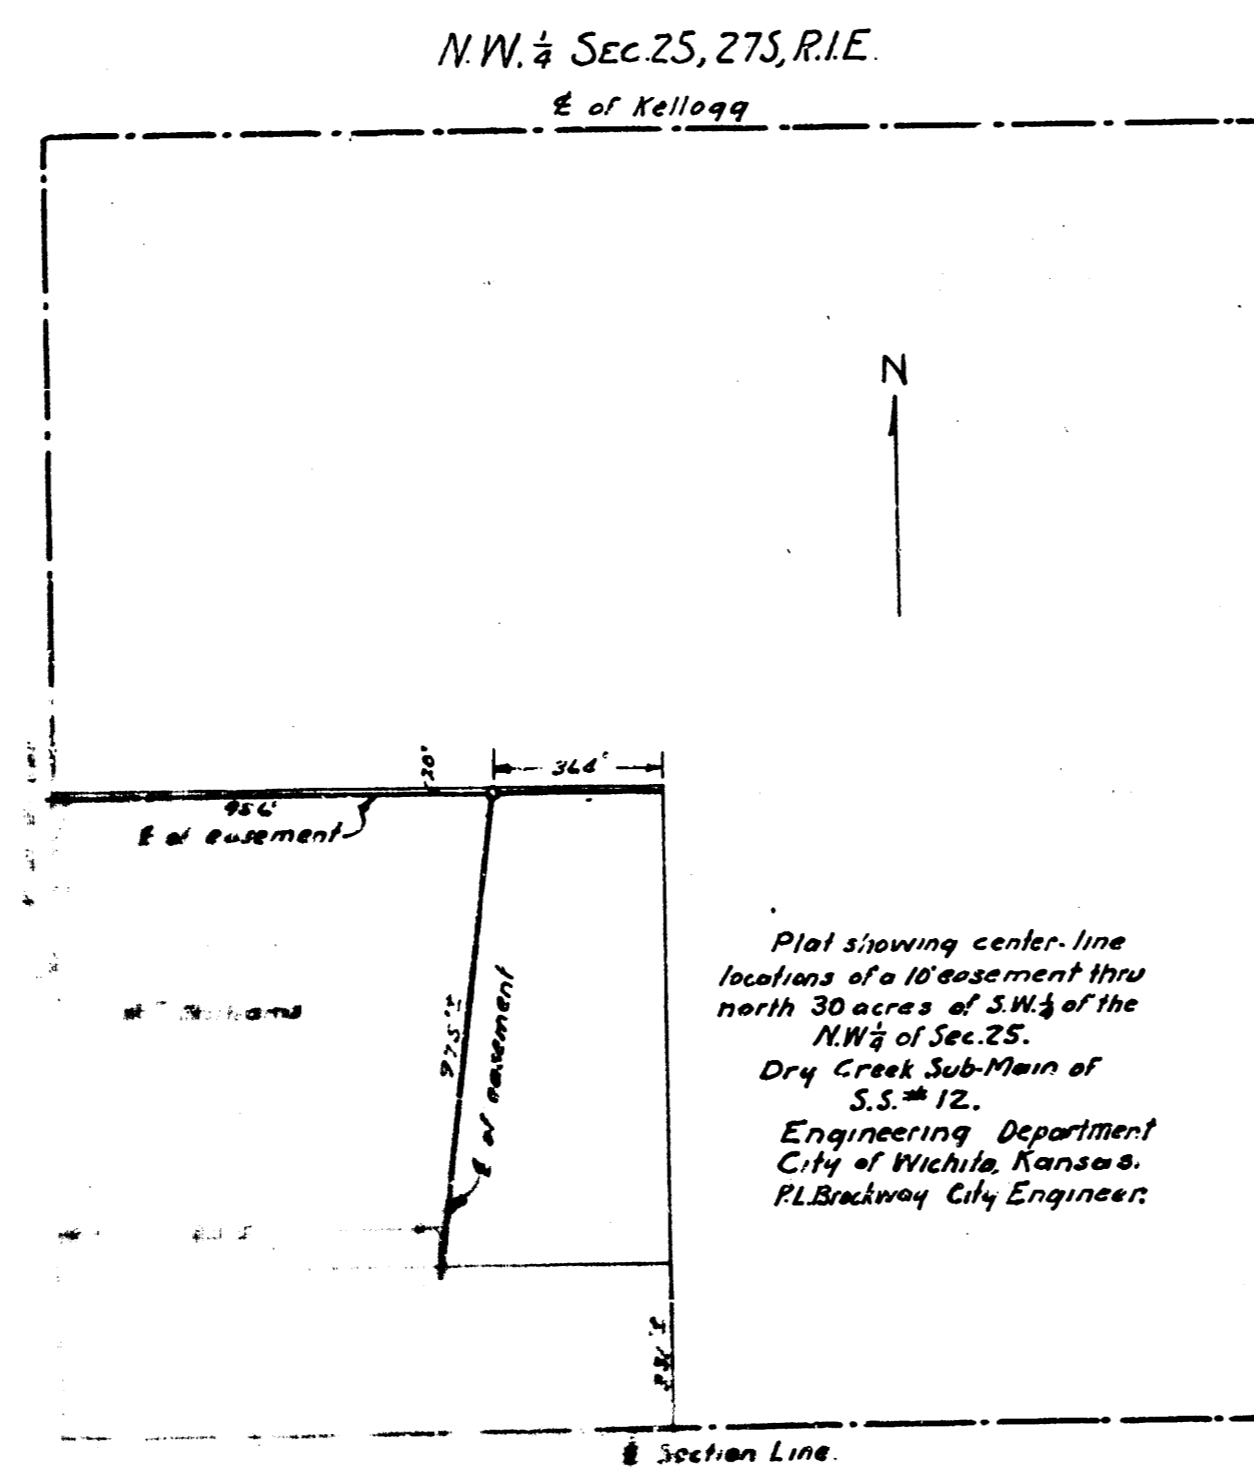 N.W. ¼ SEC. 25, 27S, R.1.E.
℄ of Kellogg
N
364'
20'
956'
℄ of easement
975'±
℄ of easement
Plat showing center-line
locations of a 10' easement thru
north 30 acres of S.W. ¼ of the
N.W ¼ of Sec. 25.
Dry Creek Sub-Main of
S.S. # 12.
Engineering Department
City of Wichita, Kansas.
P.L. Brockway City Engineer.
331'±
Section Line.